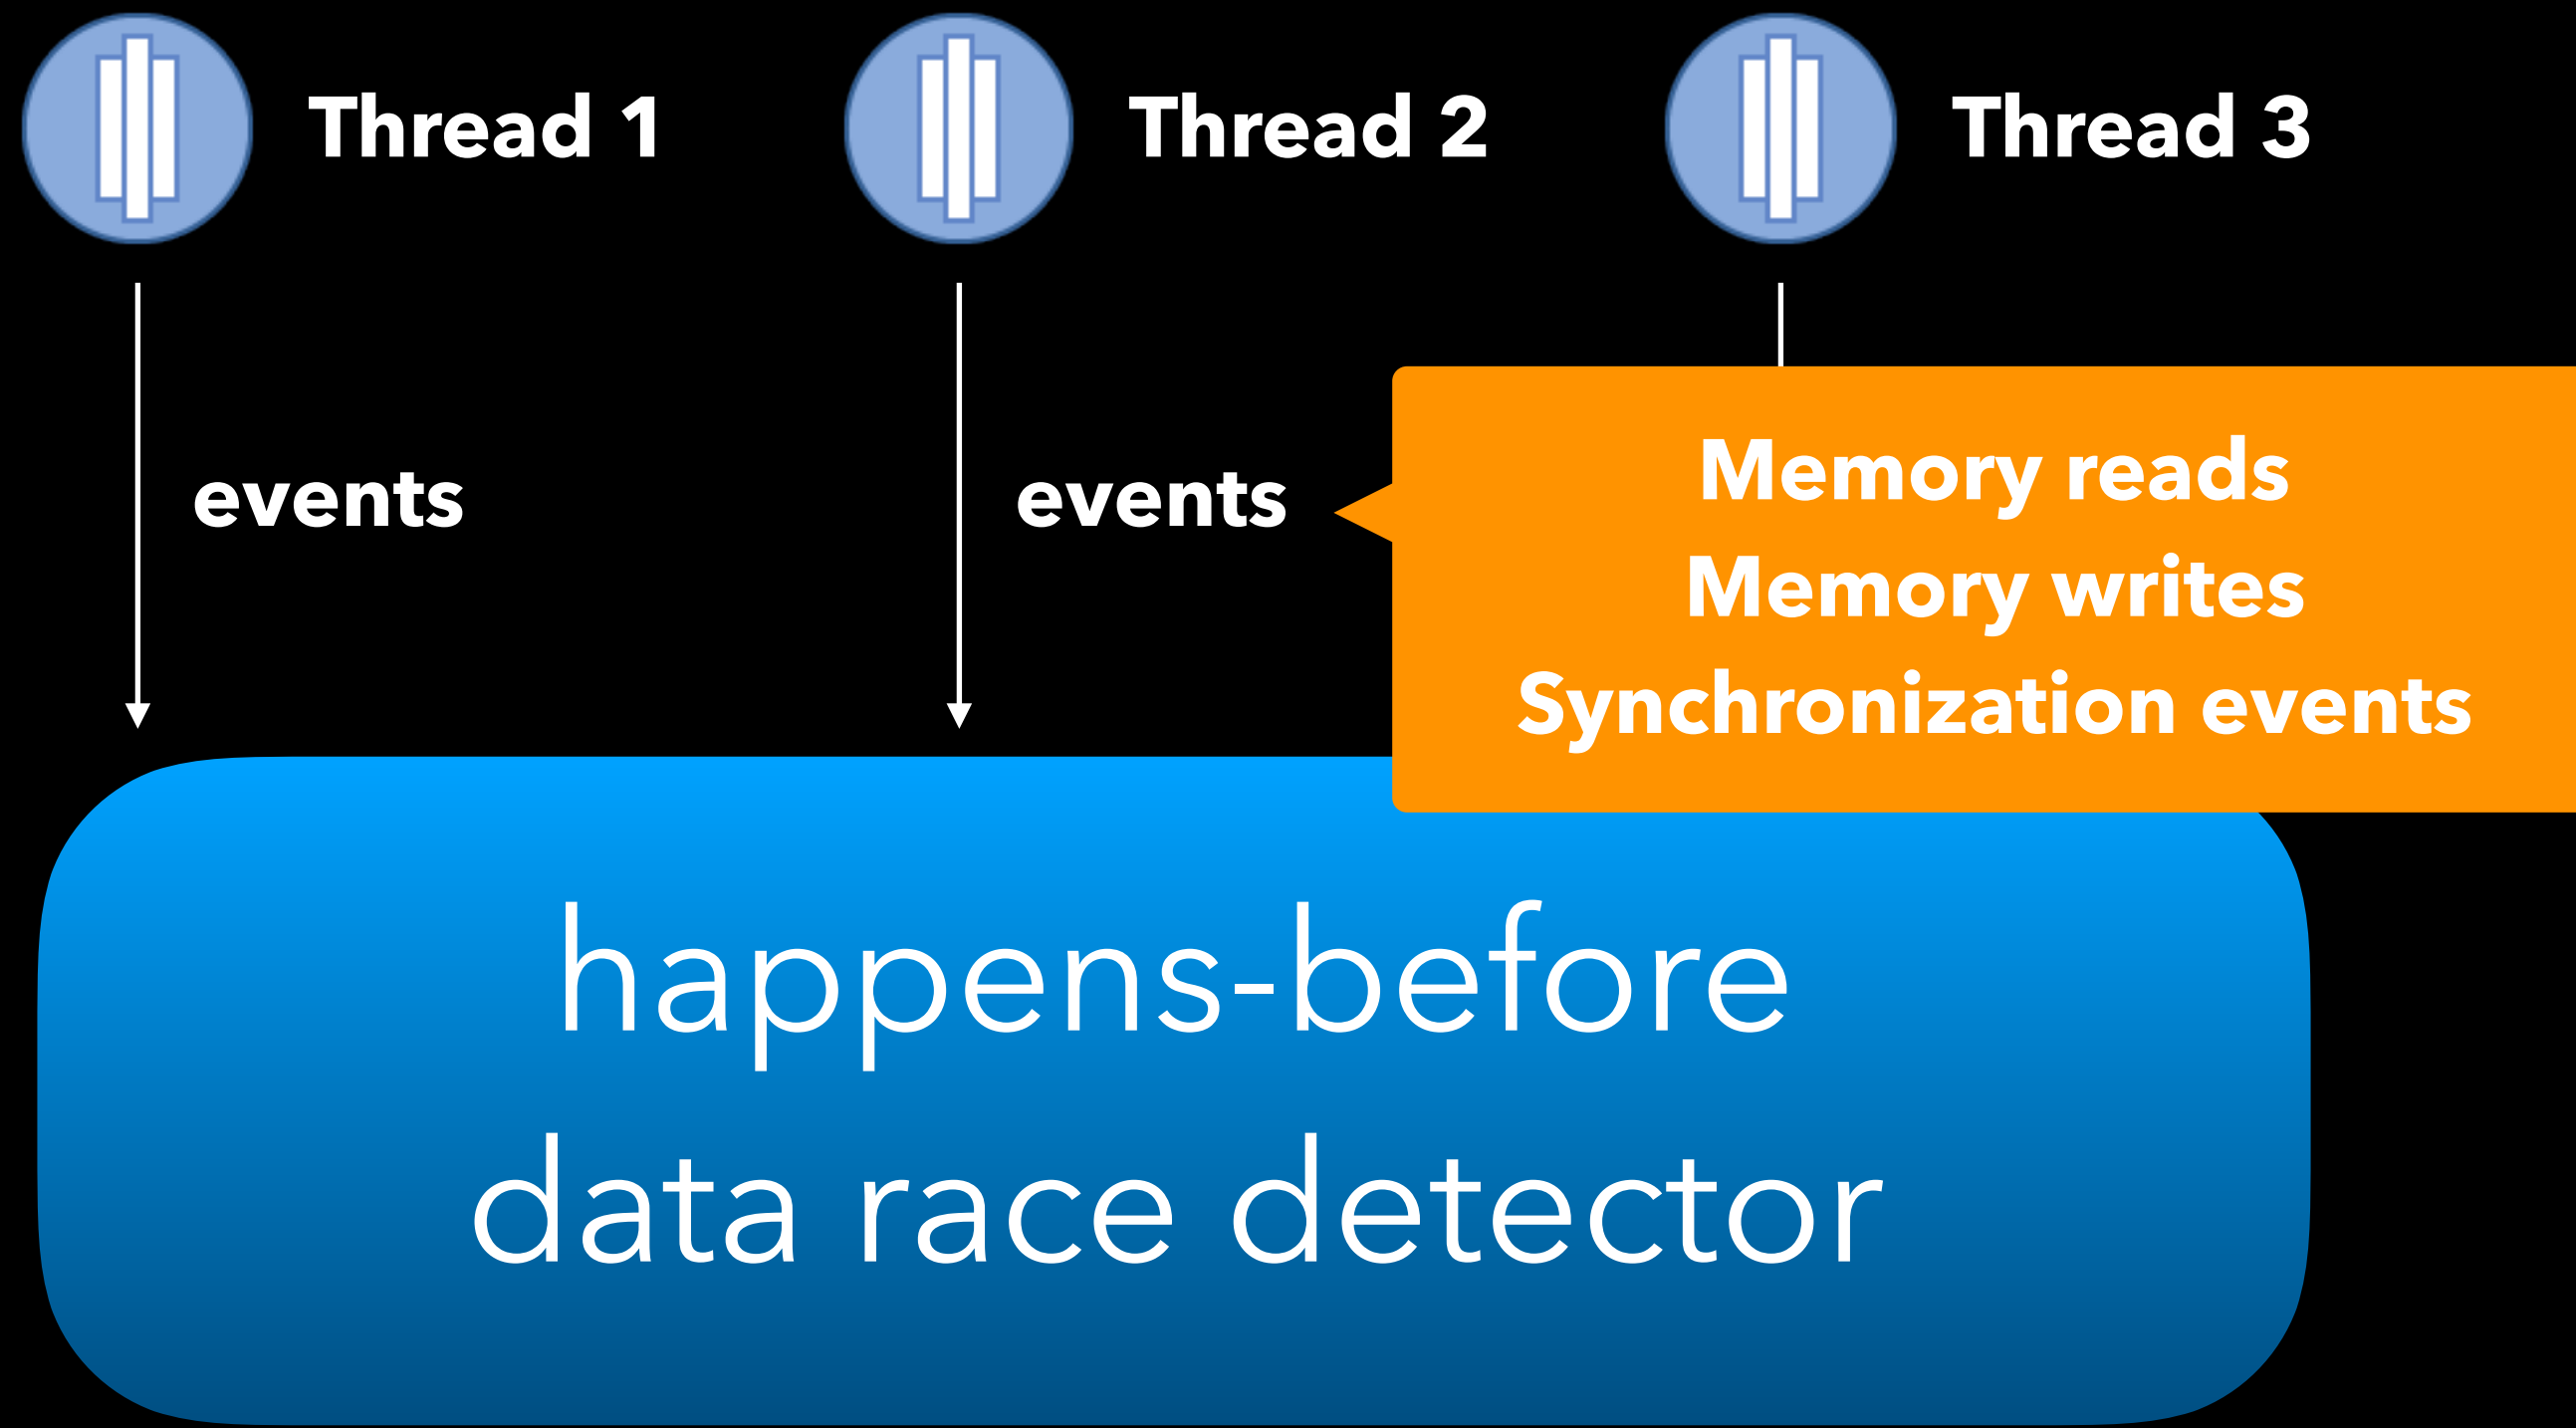 Thread 1
Thread 2
Thread 3
events
events
Memory reads
Memory writes
Synchronization events
happens-before
data race detector